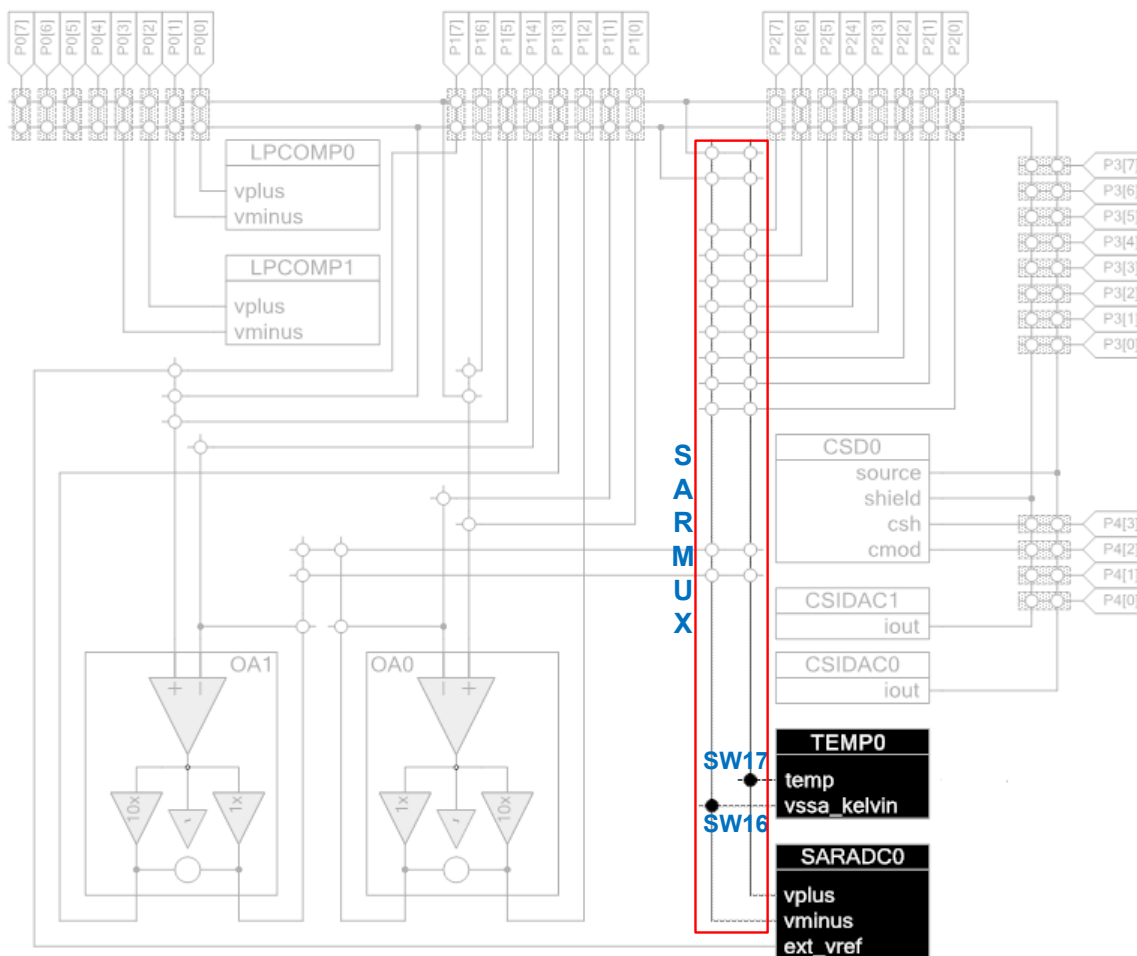 P0[7] P0[6] P0[5] P0[4] P0[3] P0[2] P0[1] P0[0]
P1[7] P1[6] P1[5] P1[4] P1[3] P1[2] P1[1] P1[0]
P2[7] P2[6] P2[5] P2[4] P2[3] P2[2] P2[1] P2[0]
LPCOMP0
vplus
vminus
LPCOMP1
vplus
vminus
P3[7]
P3[6]
P3[5]
P3[4]
P3[3]
P3[2]
P3[1]
P3[0]
S
A
R
M
U
X
CSD0
source
shield
csh
cmod
P4[3]
P4[2]
P4[1]
P4[0]
CSIDAC1
iout
CSIDAC0
iout
OA1
+ −
10x
1x
OA0
− +
1x
10x
SW17
SW16
TEMP0
temp
vssa_kelvin
SARADC0
vplus
vminus
ext_vref